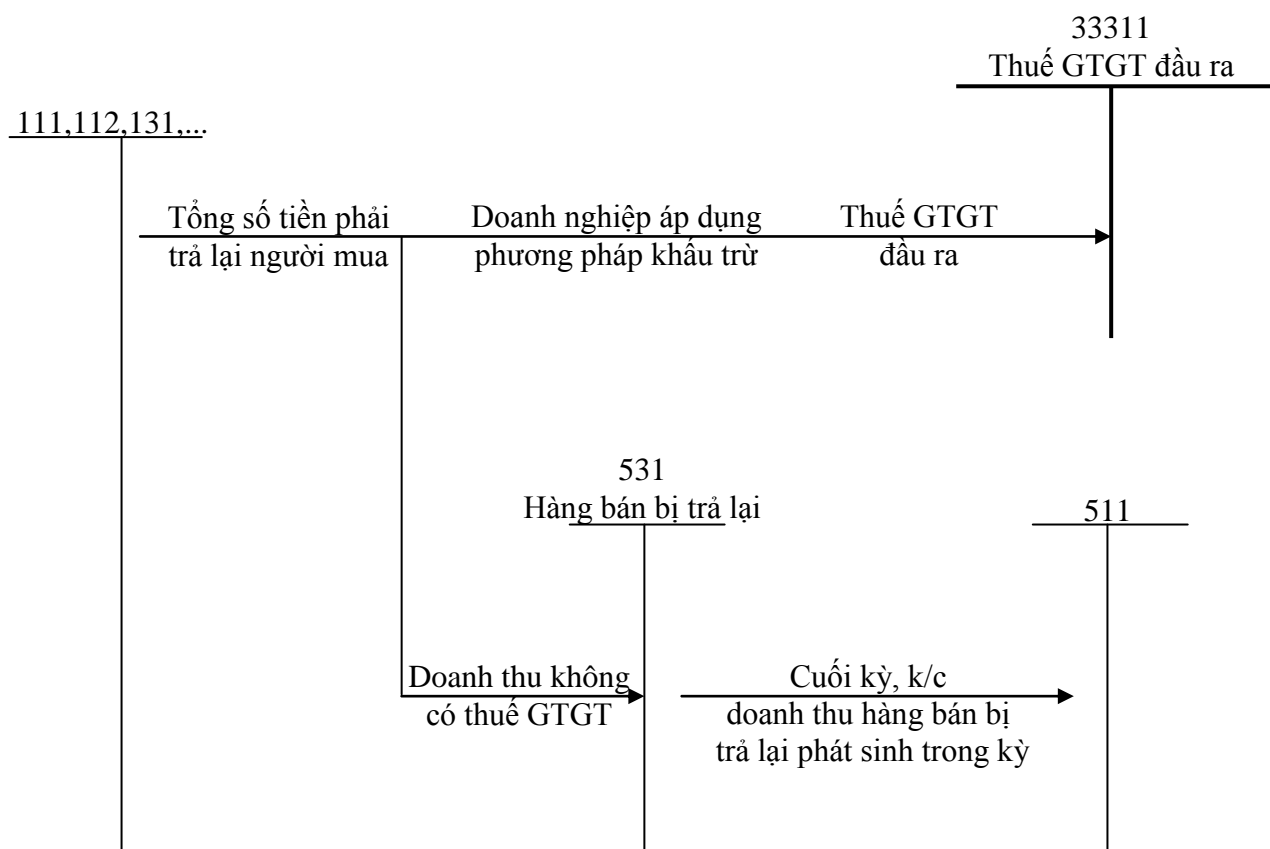 33311
Thuế GTGT đầu ra
111,112,131,...
Tổng số tiền phải
trả lại người mua
Doanh nghiệp áp dụng
phương pháp khấu trừ
Thuế GTGT
đầu ra
531
Hàng bán bị trả lại
511
Doanh thu không
có thuế GTGT
Cuối kỳ, k/c
doanh thu hàng bán bị
trả lại phát sinh trong kỳ